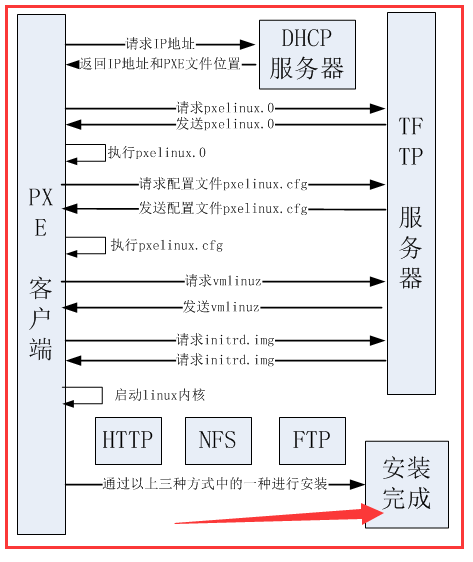 PX
E
客
户
端
请求IP地址
返回IP地址和PXE文件位置
DHCP
服务器
请求pxelinux.0
发送pxelinux.0
执行pxelinux.0
请求配置文件pxelinux.cfg
发送配置文件pxelinux.cfg
执行pxelinux.cfg
请求vmlinuz
发送vmlinuz
请求initrd.img
请求initrd.img
启动linux内核
TF
TP
服
务
器
HTTP
NFS
FTP
通过以上三种方式中的一种进行安装
安装
完成